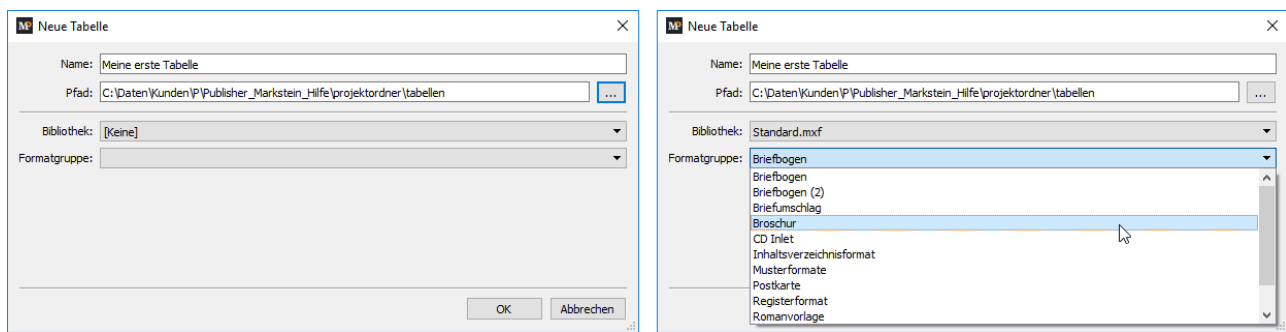 MP Neue Tabelle
Name: Meine erste Tabelle
Pfad: C:\Daten\Kunden\P\Publisher_Markstein_Hilfe\projektordner\tabellen ...
Bibliothek: [Keine]
Formatgruppe:
OK Abbrechen
MP Neue Tabelle
Name: Meine erste Tabelle
Pfad: C:\Daten\Kunden\P\Publisher_Markstein_Hilfe\projektordner\tabellen ...
Bibliothek: Standard.mxf
Formatgruppe: Briefbogen
Briefbogen
Briefbogen (2)
Briefumschlag
Broschur
CD Inlet
Inhaltsverzeichnisformat
Musterformate
Postkarte
Registerformat
Romanvorlage